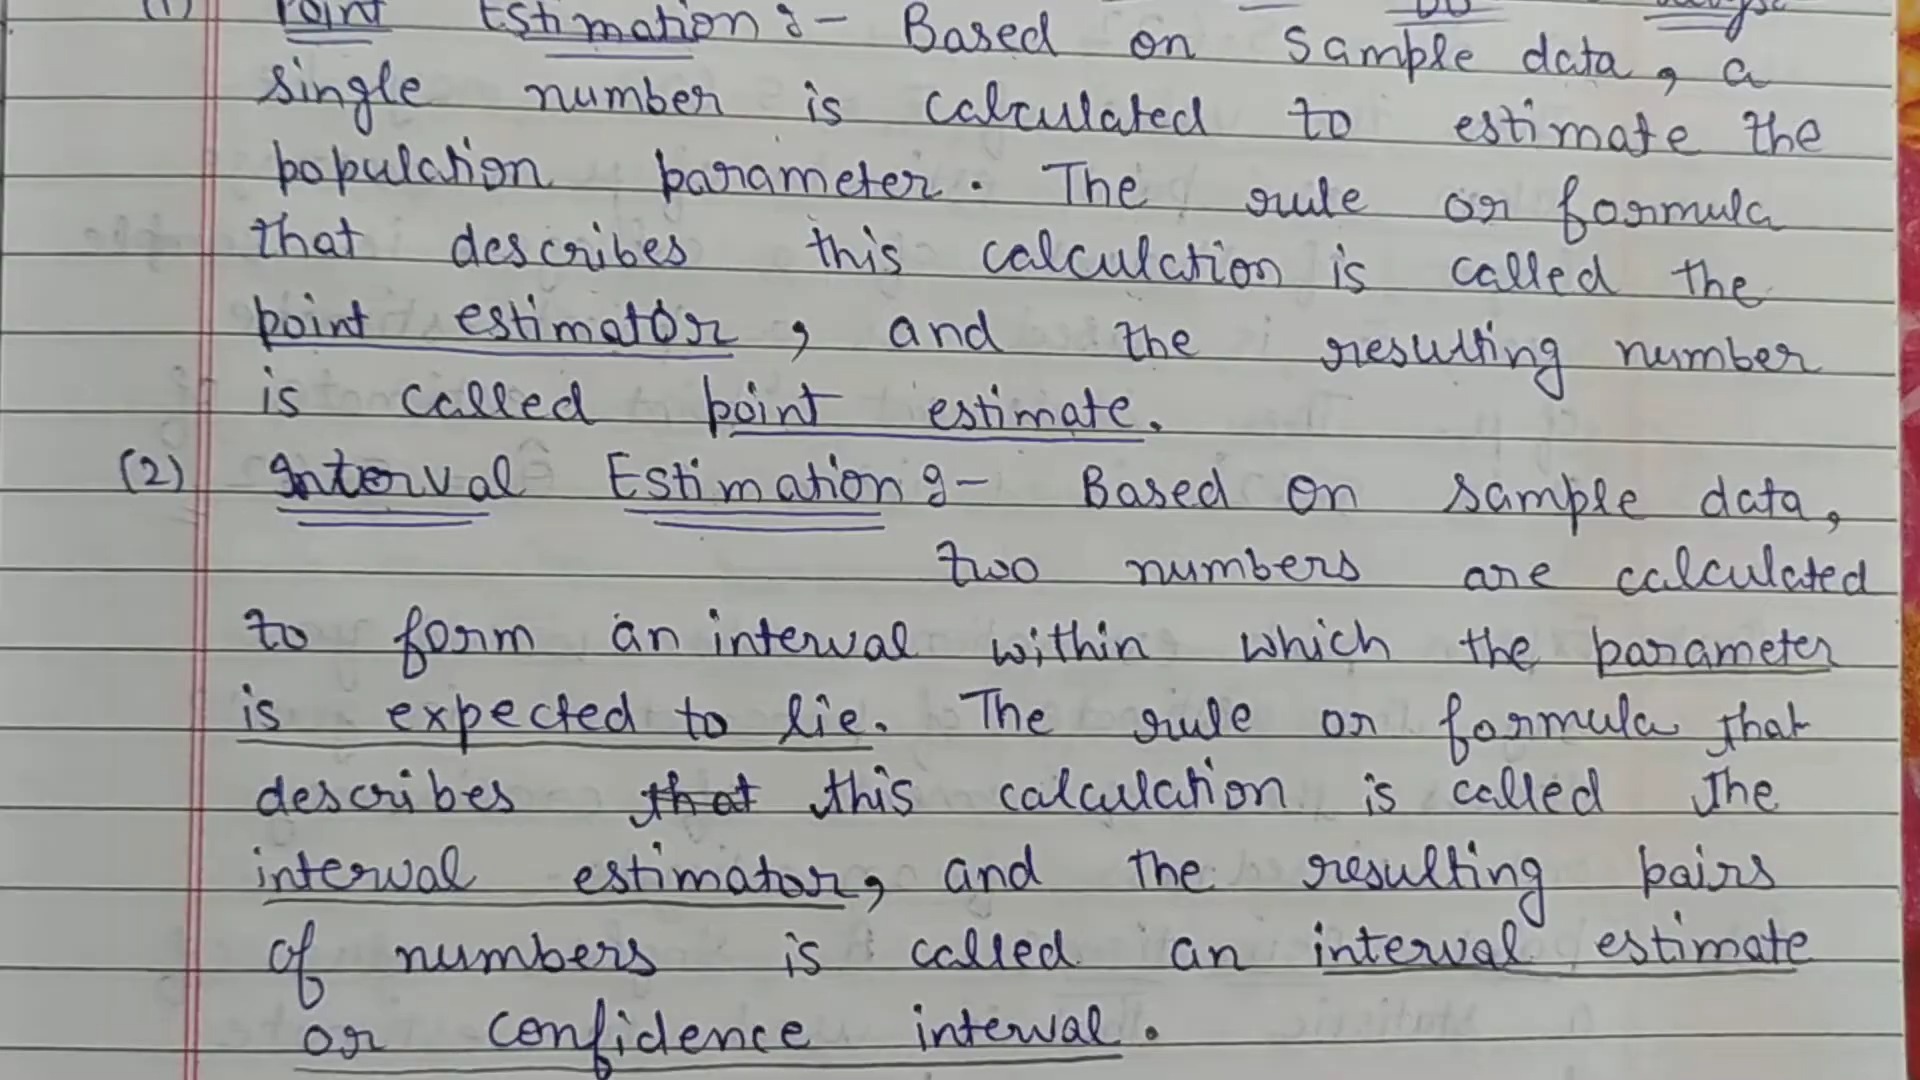 (1) Point Estimation :- Based on sample data, a
single number is calculated to estimate the
population parameter. The rule or formula
that describes this calculation is called the
point estimator, and the resulting number
is called point estimate.
(2) Interval Estimation :- Based on sample data,
two numbers are calculated
to form an interval within which the parameter
is expected to lie. The rule or formula that
describes that this calculation is called the
interval estimator, and the resulting pairs
of numbers is called an interval estimate
or confidence interval.